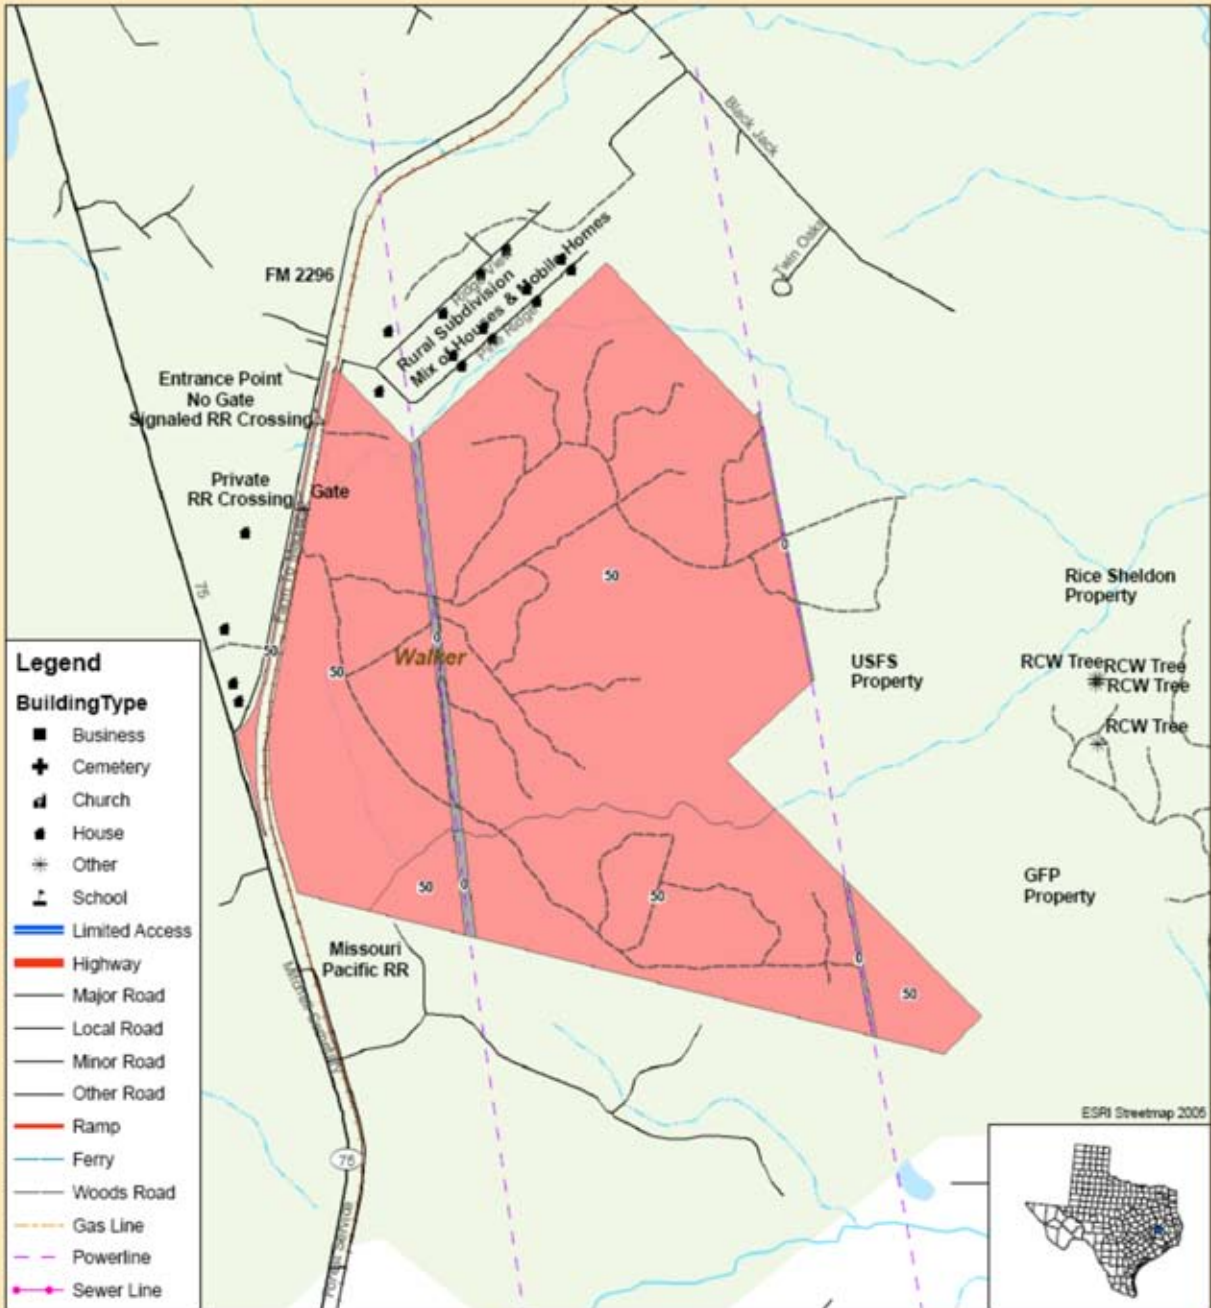 Black Jack
Twin Oaks
FM 2296
Ridge View
Rural Subdivision
Mix of Houses & Mobile Homes
Pine Ridge
Entrance Point
No Gate
Signaled RR Crossing
Private
RR Crossing
Gate
0
50
75
Rice Sheldon
Property
50
0
Walker
50
USFS
Property
RCW Tree
RCW Tree
RCW Tree
RCW Tree
50
0
50
GFP
Property
Missouri
Pacific RR
0
50
75
ESRI Streetmap 2005
Legend
BuildingType
Business
Cemetery
Church
House
Other
School
Limited Access
Highway
Major Road
Local Road
Minor Road
Other Road
Ramp
Ferry
Woods Road
Gas Line
Powerline
Sewer Line